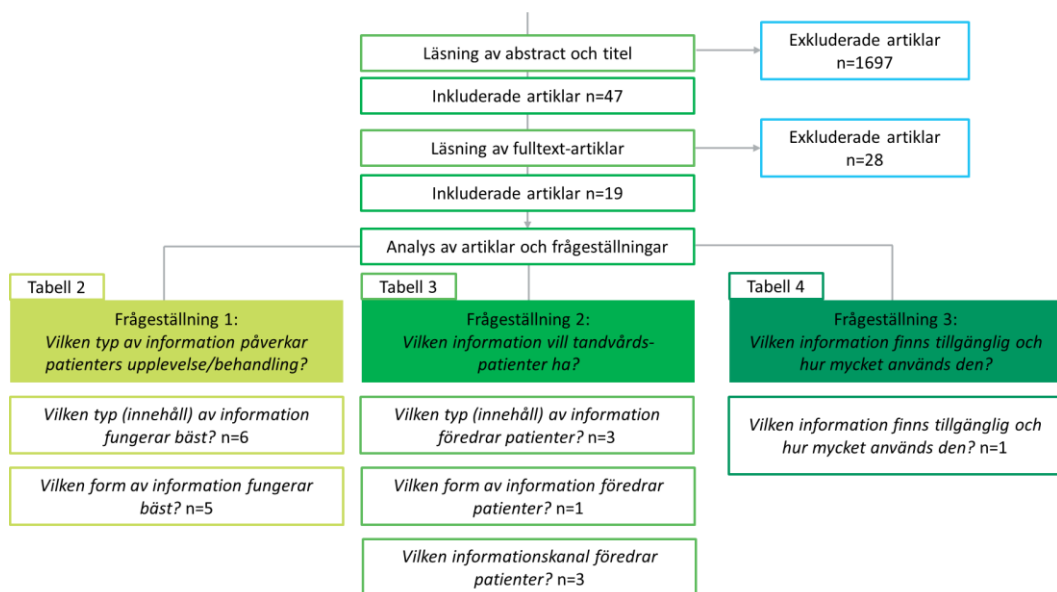 Läsning av abstract och titel
Exkluderade artiklar
n=1697
Inkluderade artiklar n=47
Läsning av fulltext-artiklar
Exkluderade artiklar
n=28
Inkluderade artiklar n=19
Analys av artiklar och frågeställningar
Tabell 2
Frågeställning 1:
Vilken typ av information påverkar
patienters upplevelse/behandling?
Vilken typ (innehåll) av information
fungerar bäst? n=6
Vilken form av information fungerar
bäst? n=5
Tabell 3
Frågeställning 2:
Vilken information vill tandvårds-
patienter ha?
Vilken typ (innehåll) av information
föredrar patienter? n=3
Vilken form av information föredrar
patienter? n=1
Vilken informationskanal föredrar
patienter? n=3
Tabell 4
Frågeställning 3:
Vilken information finns tillgänglig och
hur mycket används den?
Vilken information finns tillgänglig och
hur mycket används den? n=1